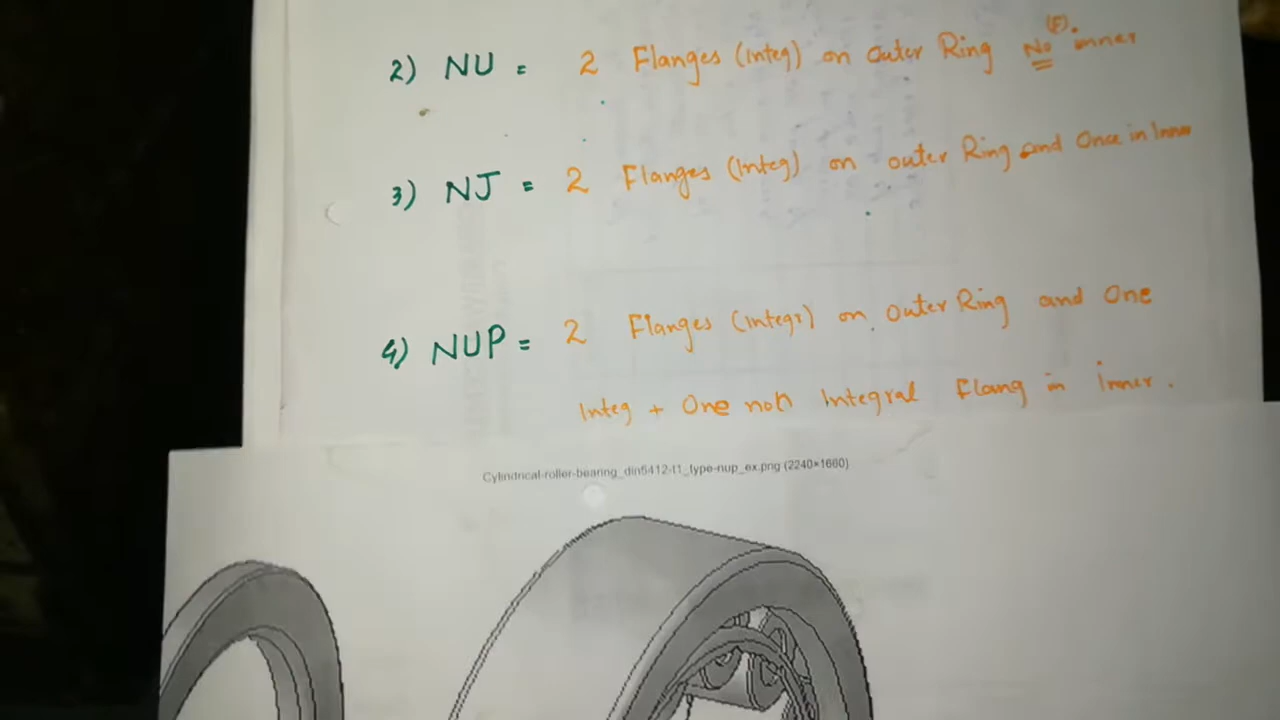 2) NU = 2 Flanges (integ) on outer Ring No (F). inner
3) NJ = 2 Flanges (integ) on outer Ring and One in Inner
4) NUP = 2 Flanges (integr) on outer Ring and One
Integ + One non Integral Flang in inner.
Cylindrical-roller-bearing_din5412-t1_type-nup_ex.png (2240×1660)